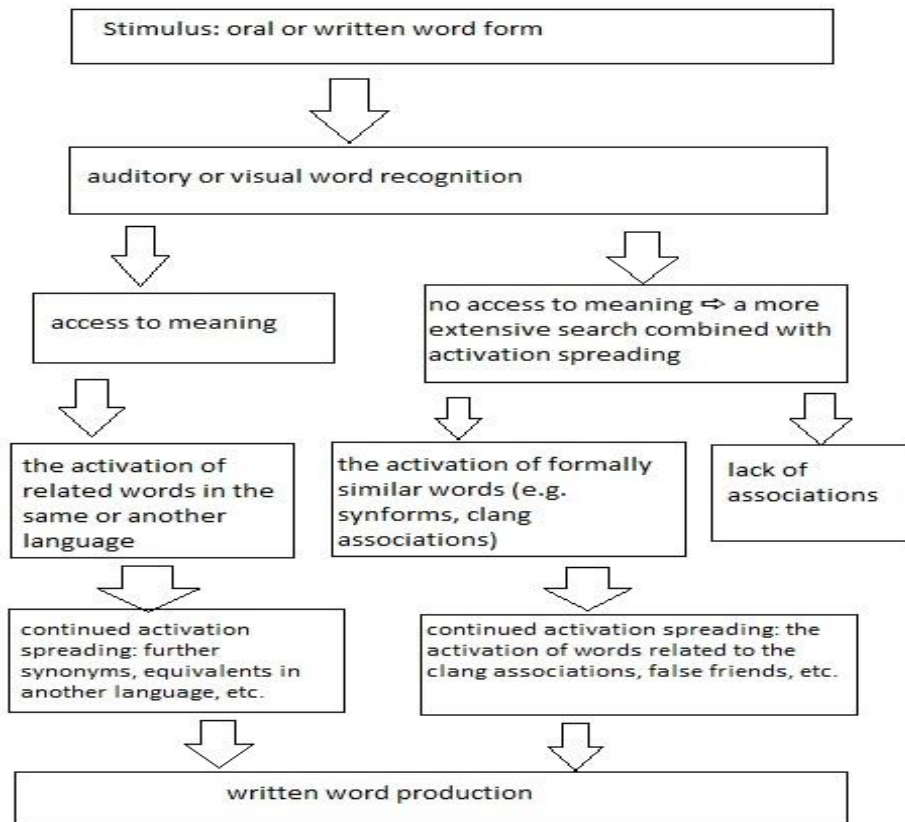 Stimulus: oral or written word form
auditory or visual word recognition
access to meaning
no access to meaning ⇨ a more
extensive search combined with
activation spreading
the activation of
related words in the
same or another
language
the activation of formally
similar words (e.g.
synforms, clang
associations)
lack of
associations
continued activation
spreading: further
synonyms, equivalents in
another language, etc.
continued activation spreading: the
activation of words related to the
clang associations, false friends, etc.
written word production